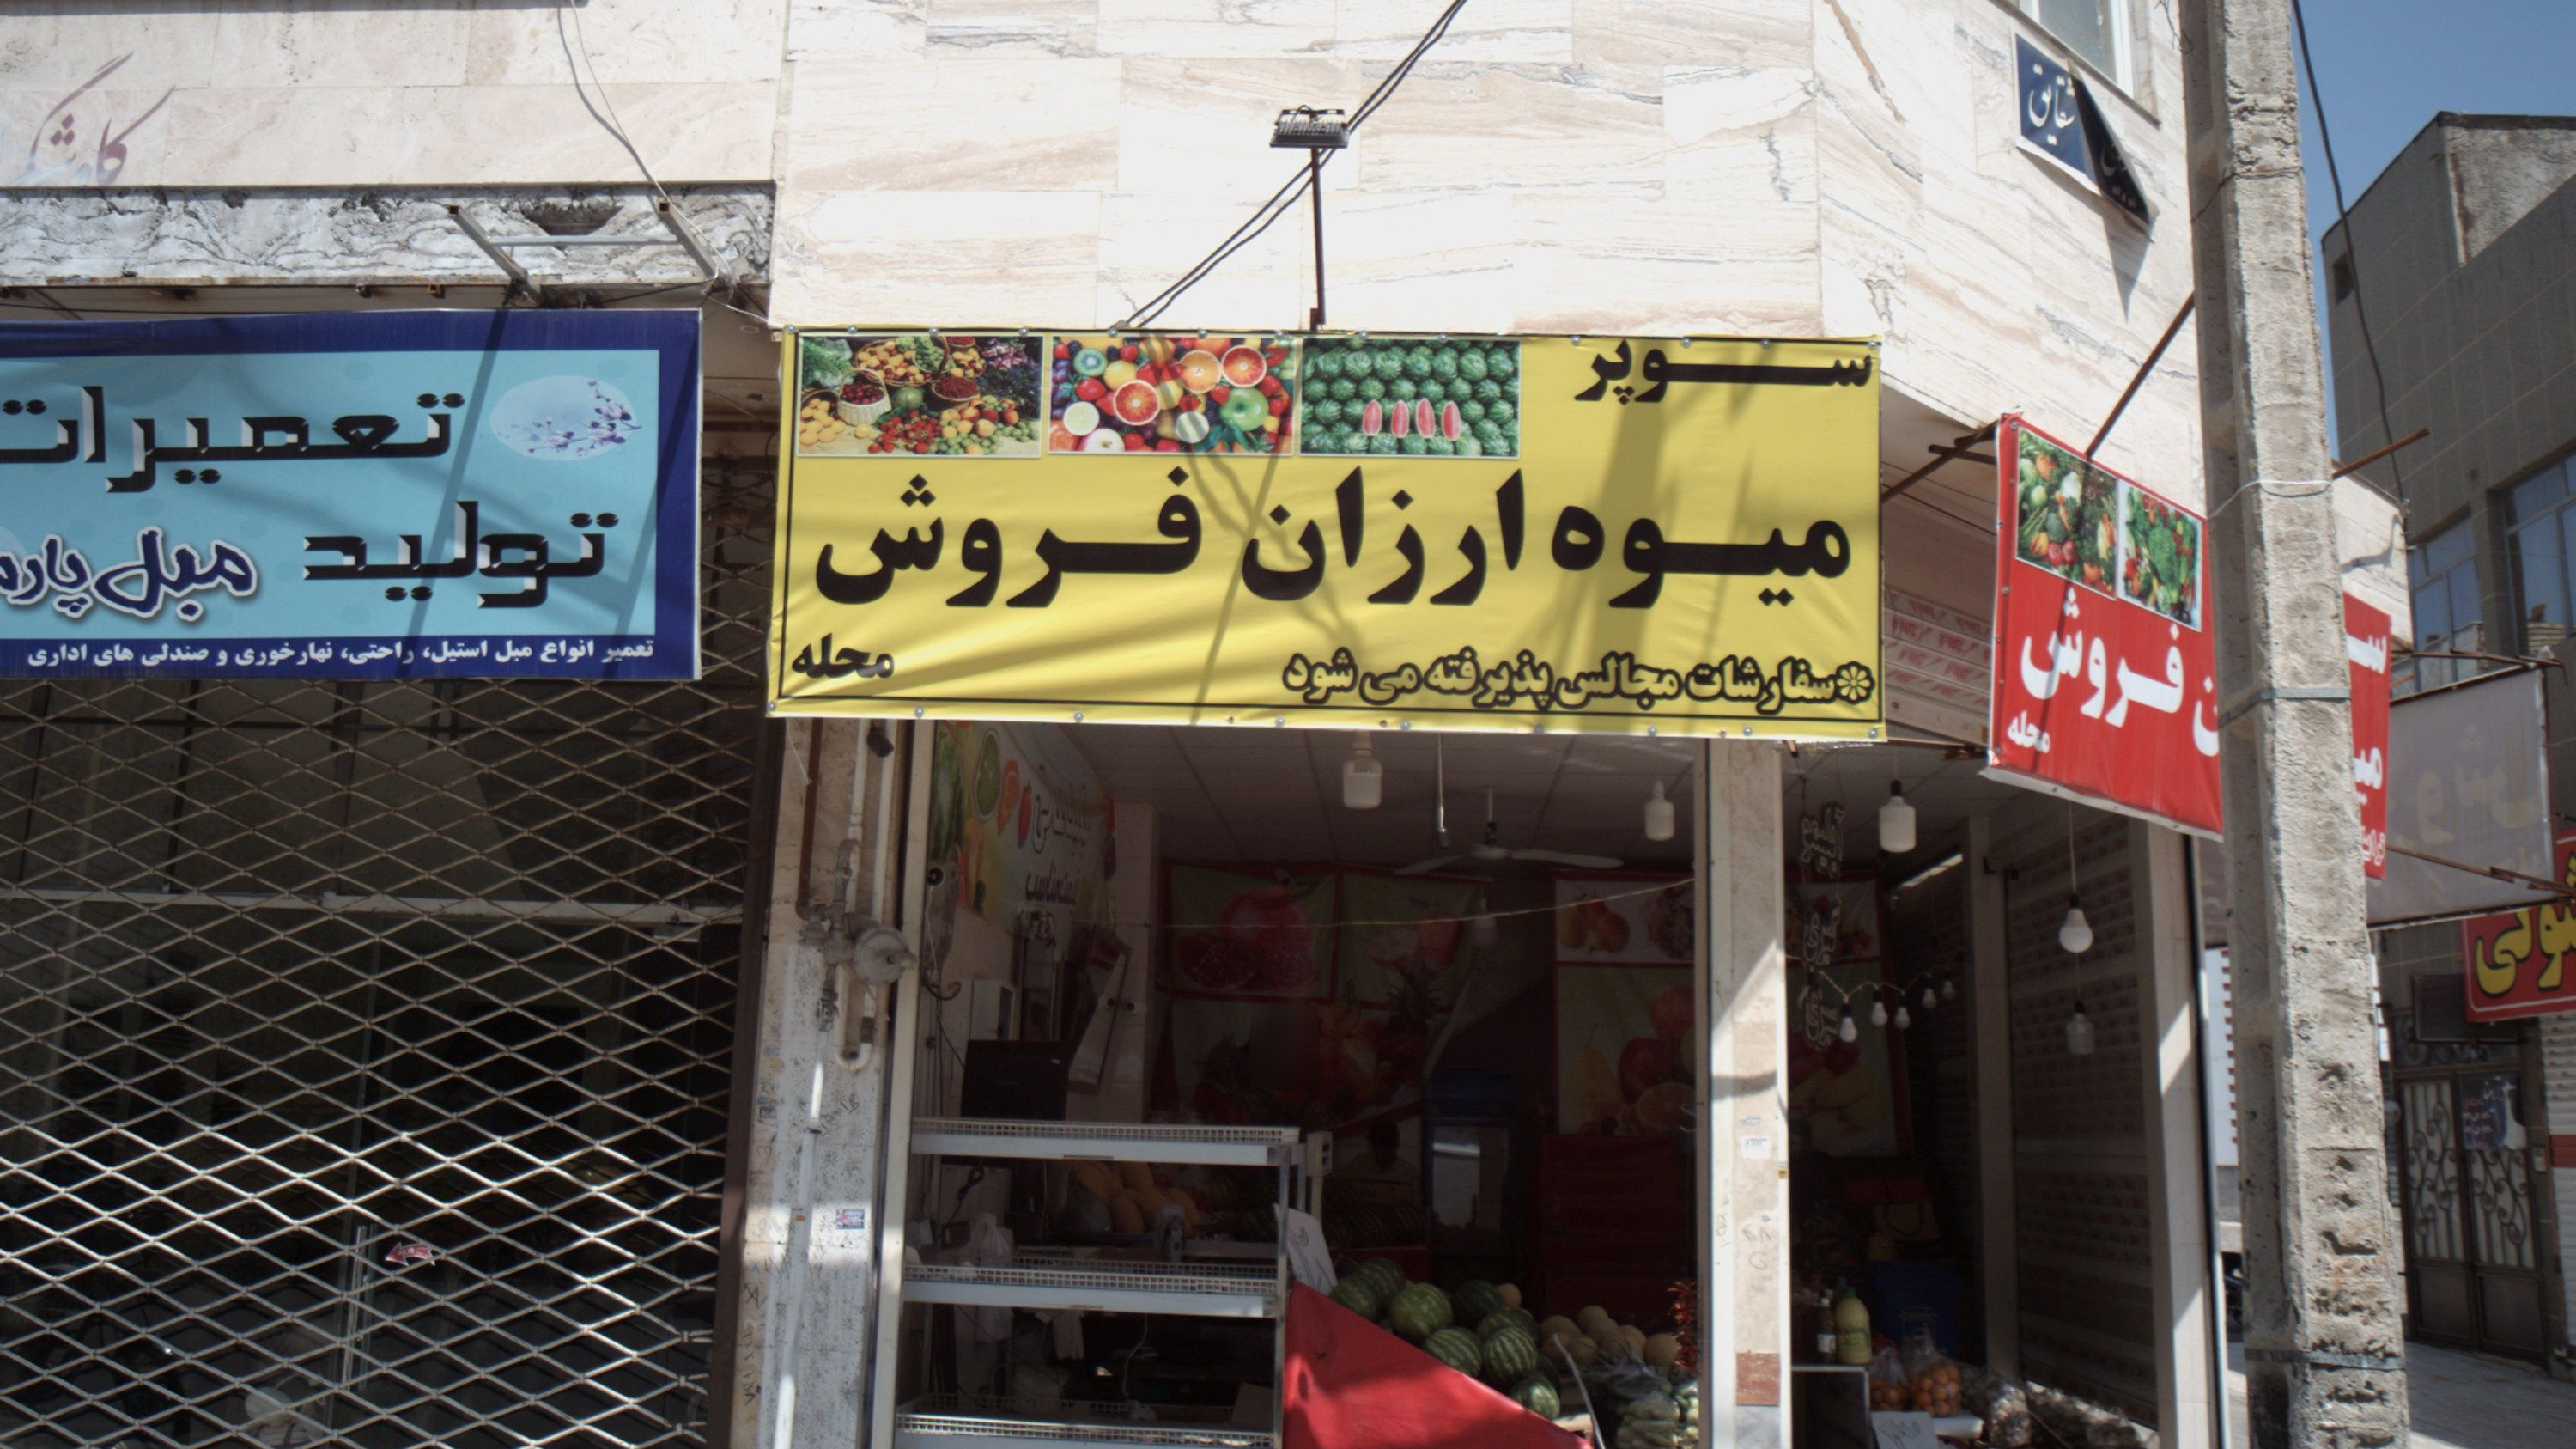 سوپر
میوه ارزان فروش
محله
❊سفارشات مجالس پذیرفته می شود
تعمیرات
تولید مبل
تعمیر انواع مبل استیل، راحتی، نهارخوری و صندلی های اداری
شقایق
فروش
محله